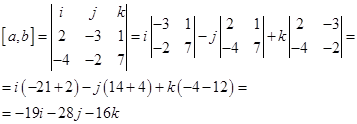 [a,b] = | i j k; 2 −3 1; −4 −2 7 | = i | −3 1; −2 7 | − j | 2 1; −4 7 | + k | 2 −3; −4 −2 | =
= i(−21+2) − j(14+4) + k(−4−12) =
= −19i − 28j − 16k